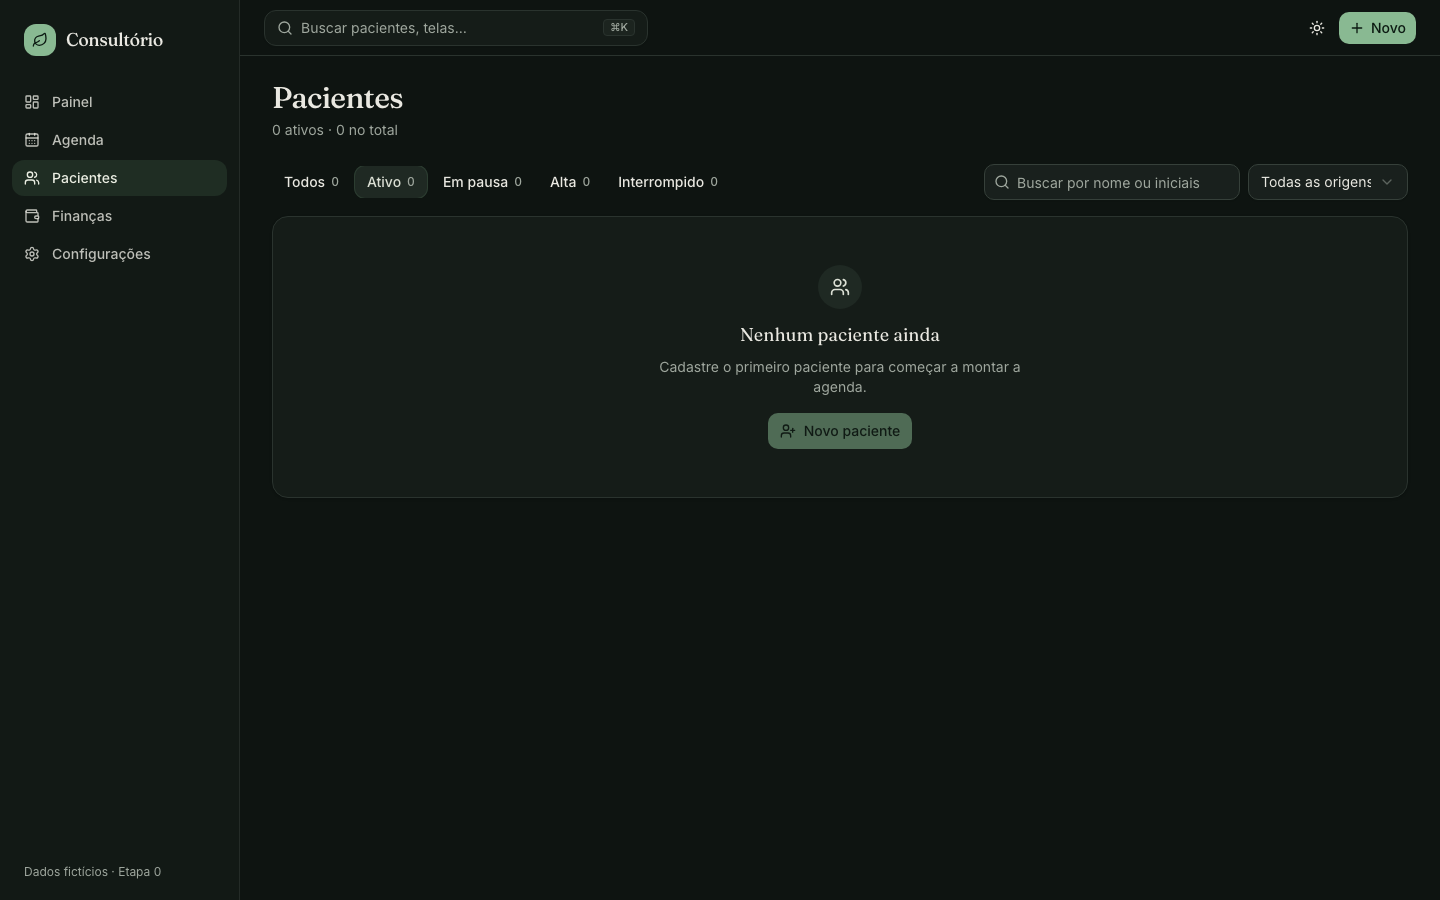 Consultório
Buscar pacientes, telas...
⌘K
Novo
Painel
Agenda
Pacientes
Finanças
Configurações
Pacientes
0 ativos · 0 no total
Todos 0
Ativo 0
Em pausa 0
Alta 0
Interrompido 0
Buscar por nome ou iniciais
Todas as origens
Nenhum paciente ainda
Cadastre o primeiro paciente para começar a montar a
agenda.
Novo paciente
Dados fictícios · Etapa 0